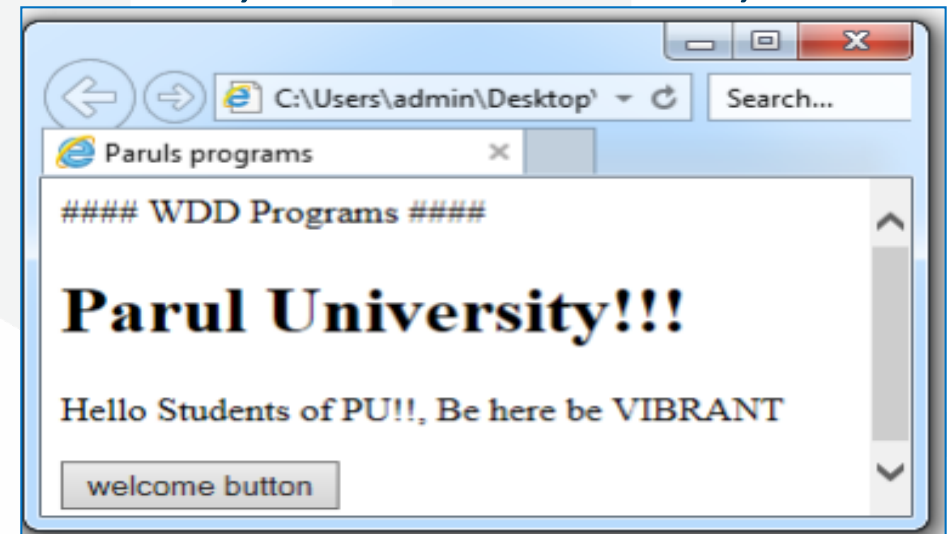 C:\Users\admin\Desktop\
Search...
Paruls programs
#### WDD Programs ####
Parul University!!!
Hello Students of PU!!, Be here be VIBRANT
welcome button